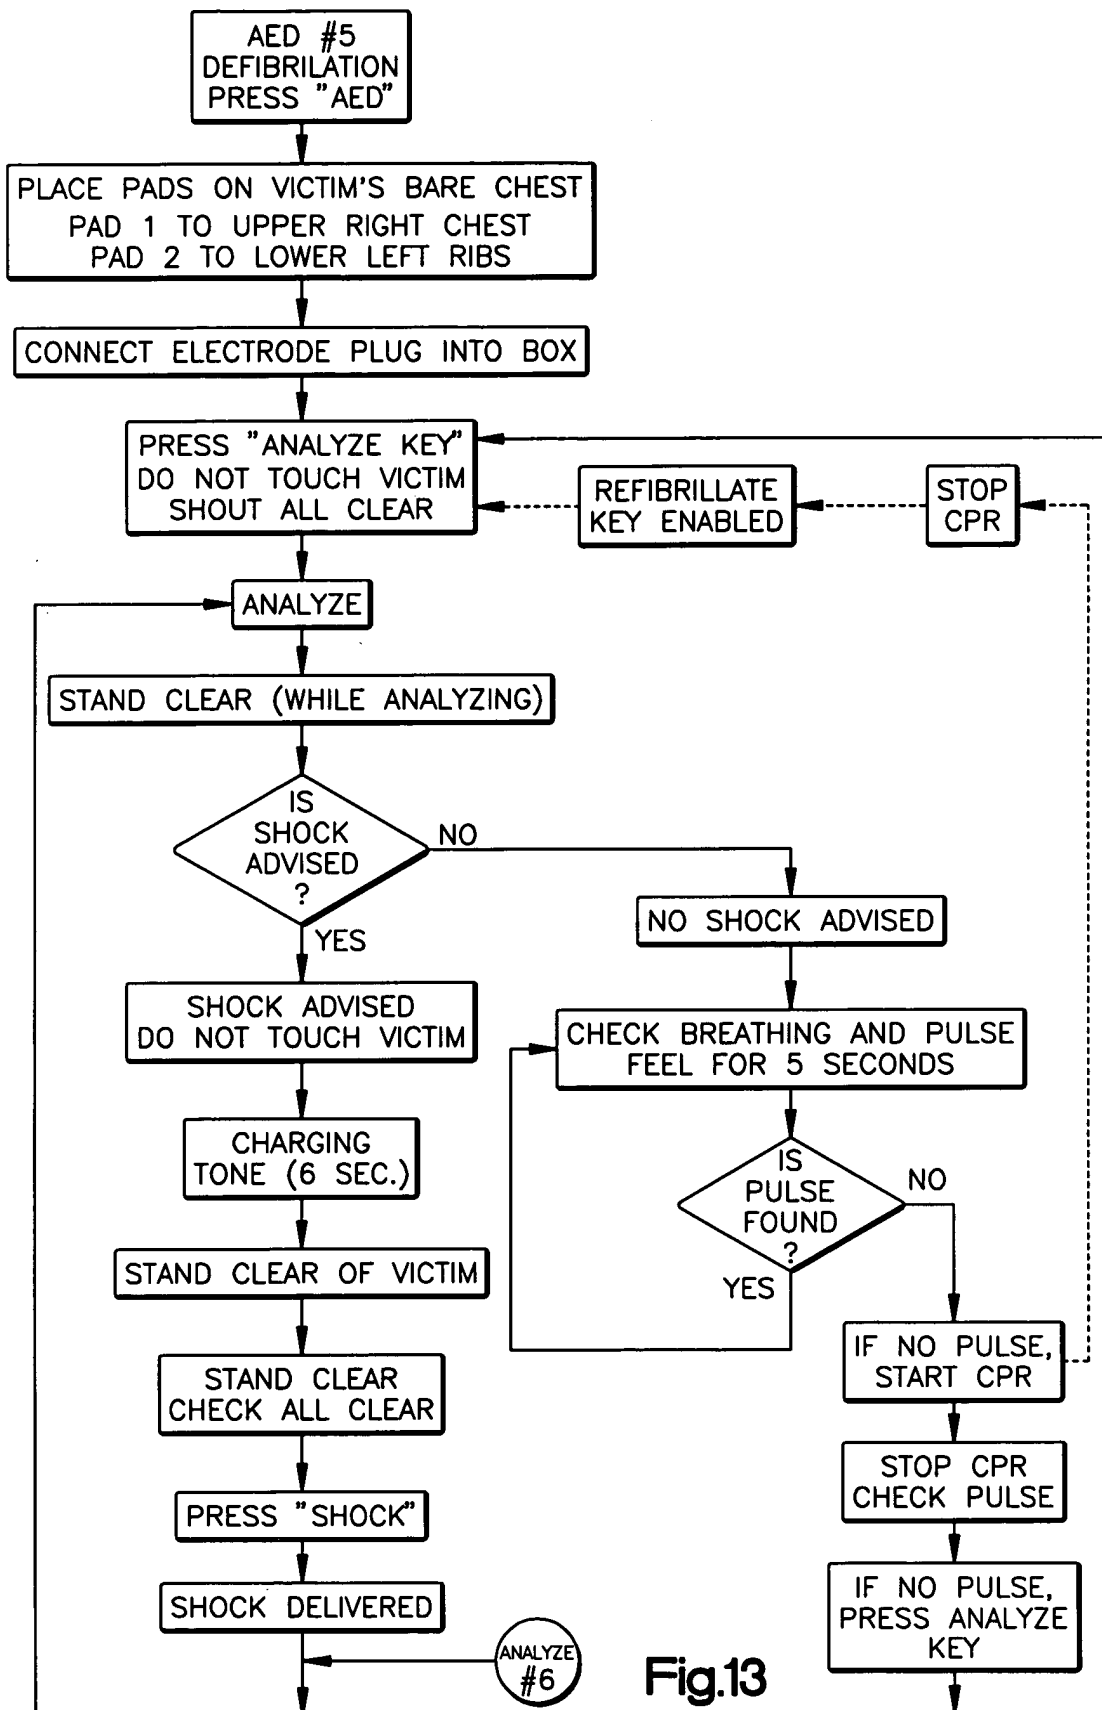 AED #5
DEFIBRILATION
PRESS "AED"
PLACE PADS ON VICTIM'S BARE CHEST
PAD 1 TO UPPER RIGHT CHEST
PAD 2 TO LOWER LEFT RIBS
CONNECT ELECTRODE PLUG INTO BOX
PRESS "ANALYZE KEY"
DO NOT TOUCH VICTIM
SHOUT ALL CLEAR
REFIBRILLATE
KEY ENABLED
STOP
CPR
ANALYZE
STAND CLEAR (WHILE ANALYZING)
IS
SHOCK
ADVISED
?
NO
YES
NO SHOCK ADVISED
SHOCK ADVISED
DO NOT TOUCH VICTIM
CHECK BREATHING AND PULSE
FEEL FOR 5 SECONDS
CHARGING
TONE (6 SEC.)
IS
PULSE
FOUND
?
NO
YES
STAND CLEAR OF VICTIM
IF NO PULSE,
START CPR
STAND CLEAR
CHECK ALL CLEAR
STOP CPR
CHECK PULSE
PRESS "SHOCK"
SHOCK DELIVERED
IF NO PULSE,
PRESS ANALYZE
KEY
ANALYZE
#6
Fig.13